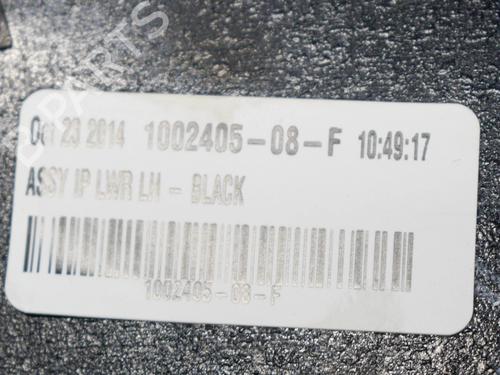 Oct 23 2014 1002405-08-F 10:49:17
ASSY IP LWR LH - BLACK
1002405-08-F